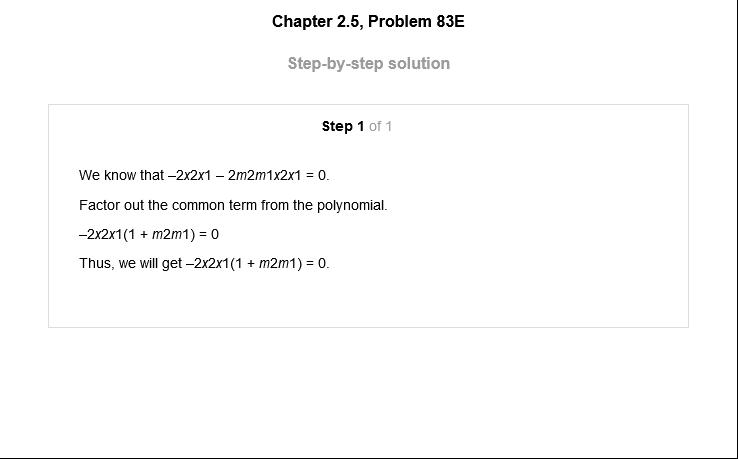 Chapter 2.5, Problem 83E
Step-by-step solution
Step 1 of 1
We know that –2x2x1 – 2m2m1x2x1 = 0.
Factor out the common term from the polynomial.
–2x2x1(1 + m2m1) = 0
Thus, we will get –2x2x1(1 + m2m1) = 0.